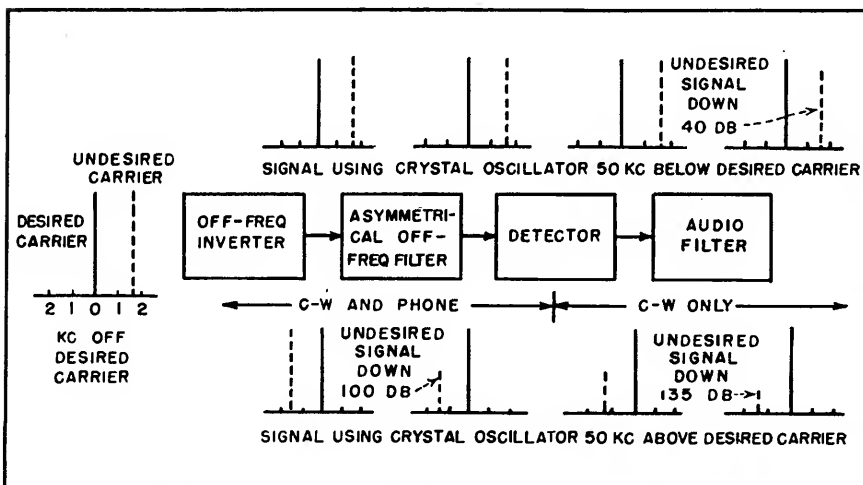 UNDESIRED
SIGNAL
DOWN
40 DB
SIGNAL USING CRYSTAL OSCILLATOR 50 KC BELOW DESIRED CARRIER
UNDESIRED
CARRIER
DESIRED
CARRIER
2 1 0 1 2
KC OFF
DESIRED
CARRIER
OFF-FREQ
INVERTER
ASYMMETRI-
CAL OFF-
FREQ FILTER
DETECTOR
AUDIO
FILTER
C-W AND PHONE
C-W ONLY
UNDESIRED
SIGNAL
DOWN
100 DB
UNDESIRED
SIGNAL
DOWN
135 DB
SIGNAL USING CRYSTAL OSCILLATOR 50 KC ABOVE DESIRED CARRIER